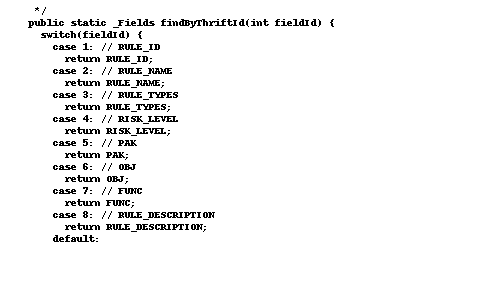 */
public static _Fields findByThriftId(int fieldId) {
switch(fieldId) {
case 1: // RULE_ID
return RULE_ID;
case 2: // RULE_NAME
return RULE_NAME;
case 3: // RULE_TYPES
return RULE_TYPES;
case 4: // RISK_LEVEL
return RISK_LEVEL;
case 5: // PAK
return PAK;
case 6: // OBJ
return OBJ;
case 7: // FUNC
return FUNC;
case 8: // RULE_DESCRIPTION
return RULE_DESCRIPTION;
default: